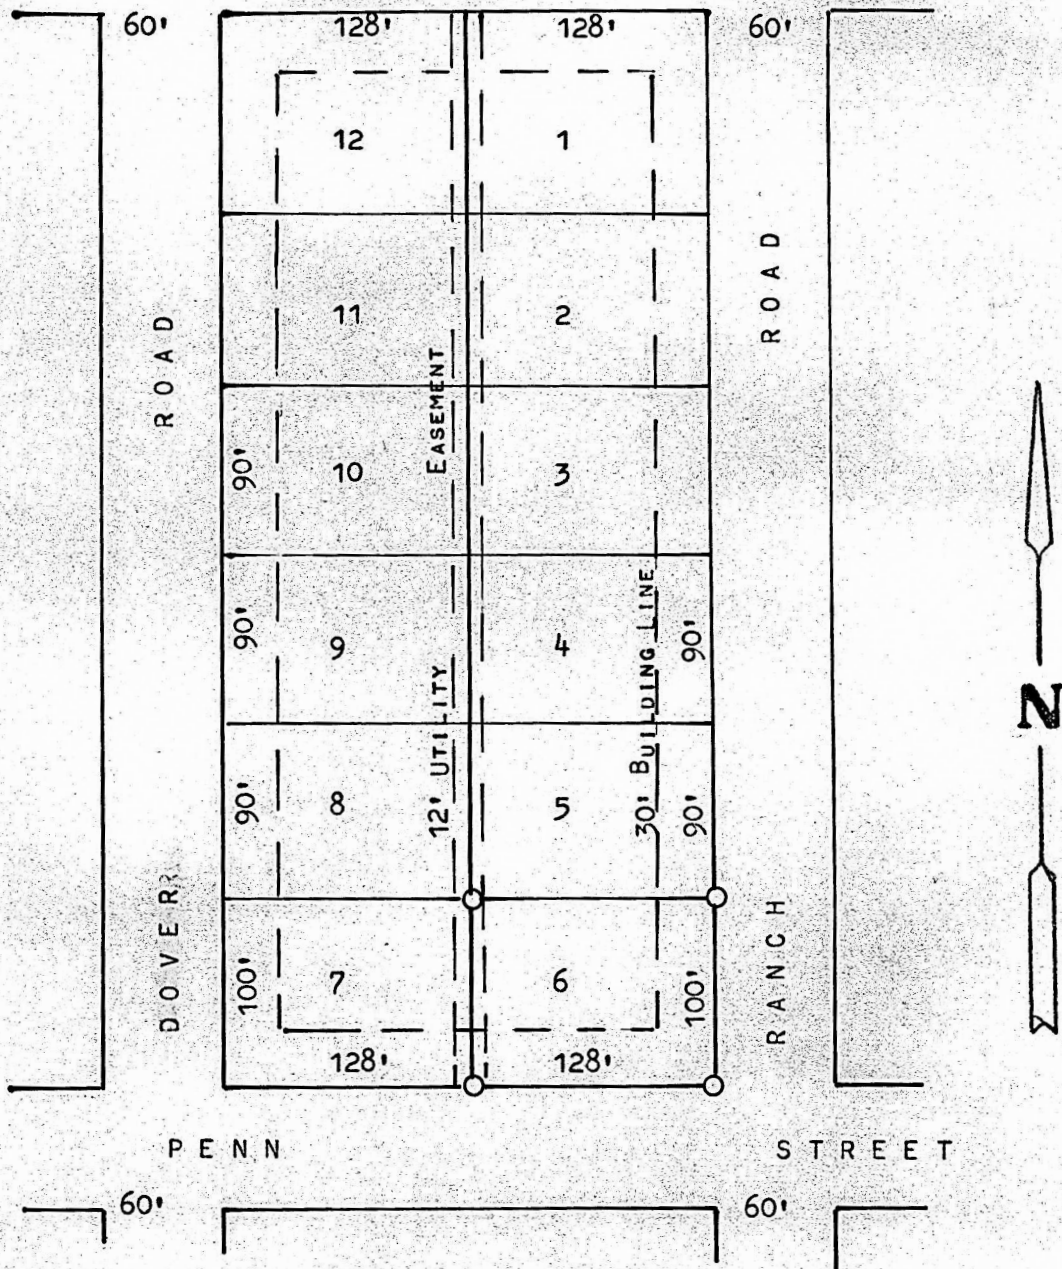 60' 128' 128' 60'
12 1
ROAD
11 2
ROAD
12' UTILITY EASEMENT
90' 10 3
30' BUILDING LINE
90' 9 4 90'
N
90' 8 5 90'
DOVER
RANCH
100' 7 6 100'
128' 128'
PENN STREET
60' 60'